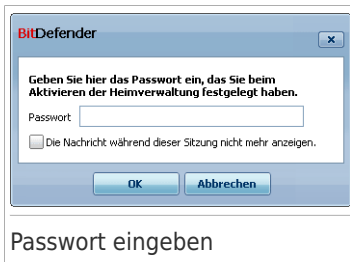 BitDefender
Geben Sie hier das Passwort ein, das Sie beim
Aktivieren der Heimverwaltung festgelegt haben.
Passwort
Die Nachricht während dieser Sitzung nicht mehr anzeigen.
OK Abbrechen
Passwort eingeben